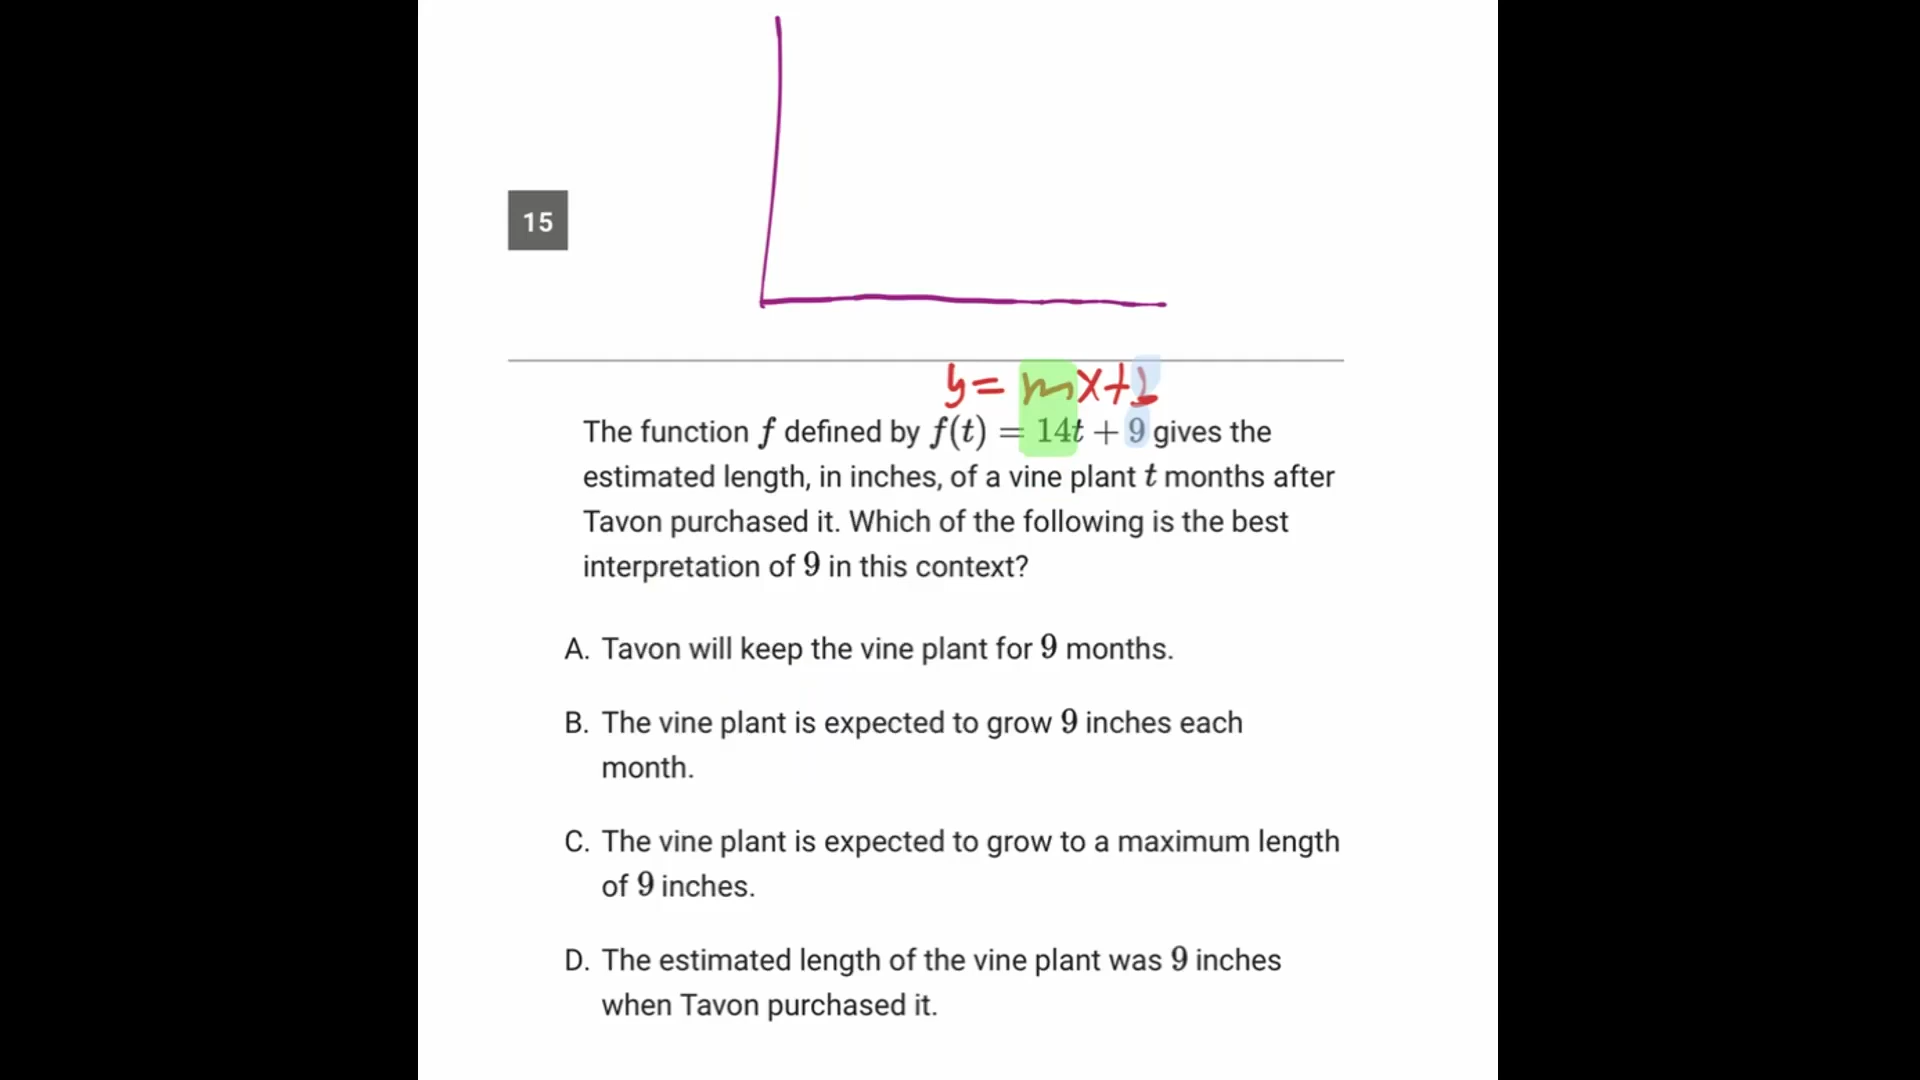 15
y = mx +
The function f defined by f(t) = 14t + 9 gives the
estimated length, in inches, of a vine plant t months after
Tavon purchased it. Which of the following is the best
interpretation of 9 in this context?
A. Tavon will keep the vine plant for 9 months.
B. The vine plant is expected to grow 9 inches each
month.
C. The vine plant is expected to grow to a maximum length
of 9 inches.
D. The estimated length of the vine plant was 9 inches
when Tavon purchased it.